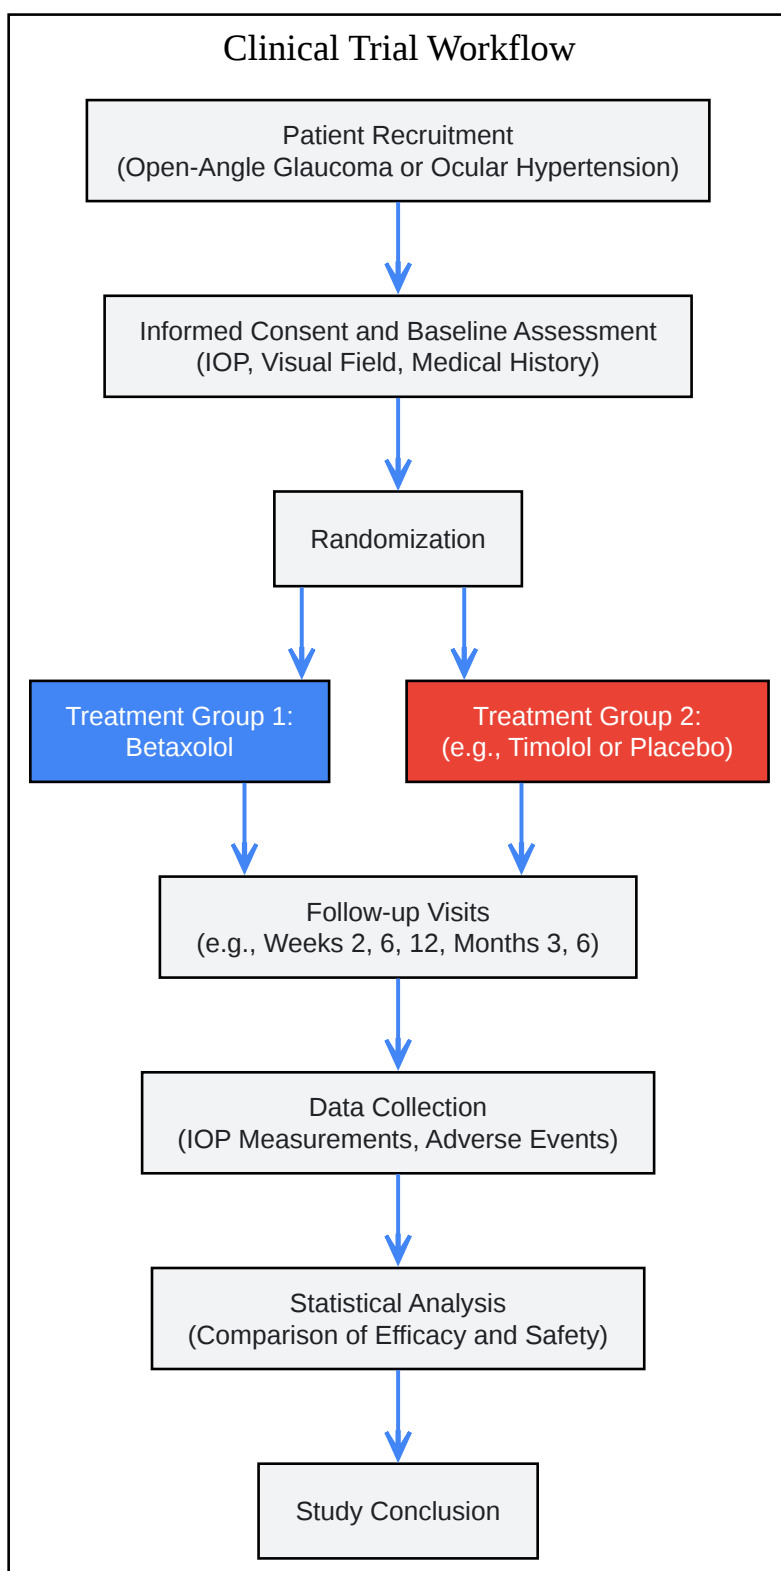 Clinical Trial Workflow
Patient Recruitment
(Open-Angle Glaucoma or Ocular Hypertension)
Informed Consent and Baseline Assessment
(IOP, Visual Field, Medical History)
Randomization
Treatment Group 1:
Betaxolol
Treatment Group 2:
(e.g., Timolol or Placebo)
Follow-up Visits
(e.g., Weeks 2, 6, 12, Months 3, 6)
Data Collection
(IOP Measurements, Adverse Events)
Statistical Analysis
(Comparison of Efficacy and Safety)
Study Conclusion